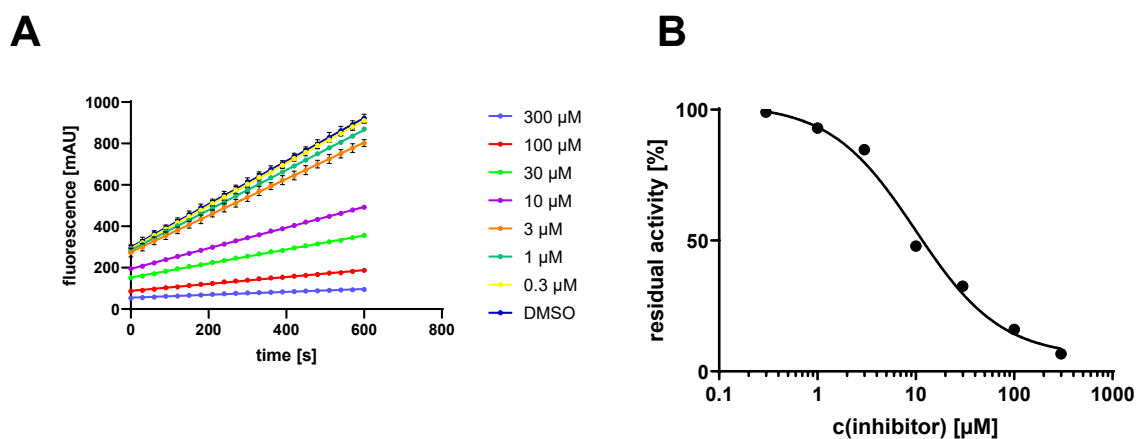 A
fluorescence [mAU]
1000
800
600
400
200
0
0 200 400 600 800
time [s]
300 µM
100 µM
30 µM
10 µM
3 µM
1 µM
0.3 µM
DMSO
B
residual activity [%]
100
50
0
0.1 1 10 100 1000
c(inhibitor) [µM]